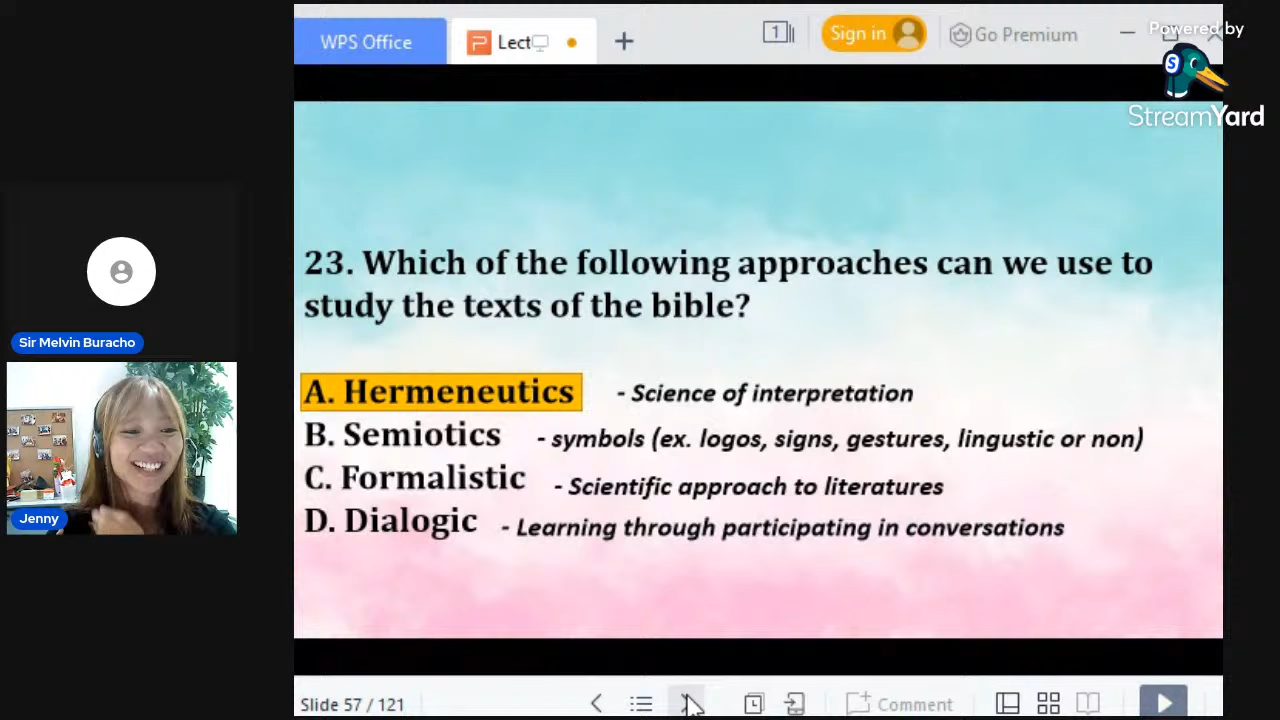 WPS Office
Lect
1
Sign in
Go Premium
Powered by
S
StreamYard
23. Which of the following approaches can we use to
study the texts of the bible?
A. Hermeneutics - Science of interpretation
B. Semiotics - symbols (ex. logos, signs, gestures, lingustic or non)
C. Formalistic - Scientific approach to literatures
D. Dialogic - Learning through participating in conversations
Sir Melvin Buracho
Jenny
Slide 57 / 121
Comment